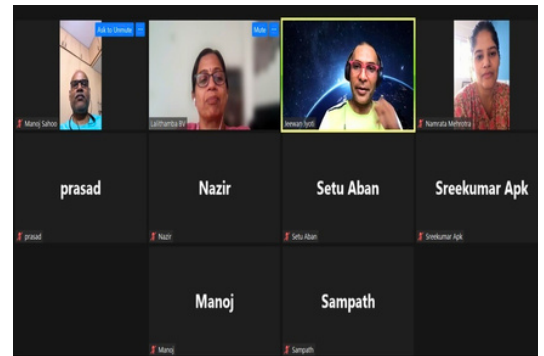 Ask to Unmute ...
Mute ...
Manoj Sahoo
Lalithamba BV
Jeewan Jyoti
Namrata Mehrotra
prasad
Nazir
Setu Aban
Sreekumar Apk
prasad
Nazir
Setu Aban
Sreekumar Apk
Manoj
Sampath
Manoj
Sampath